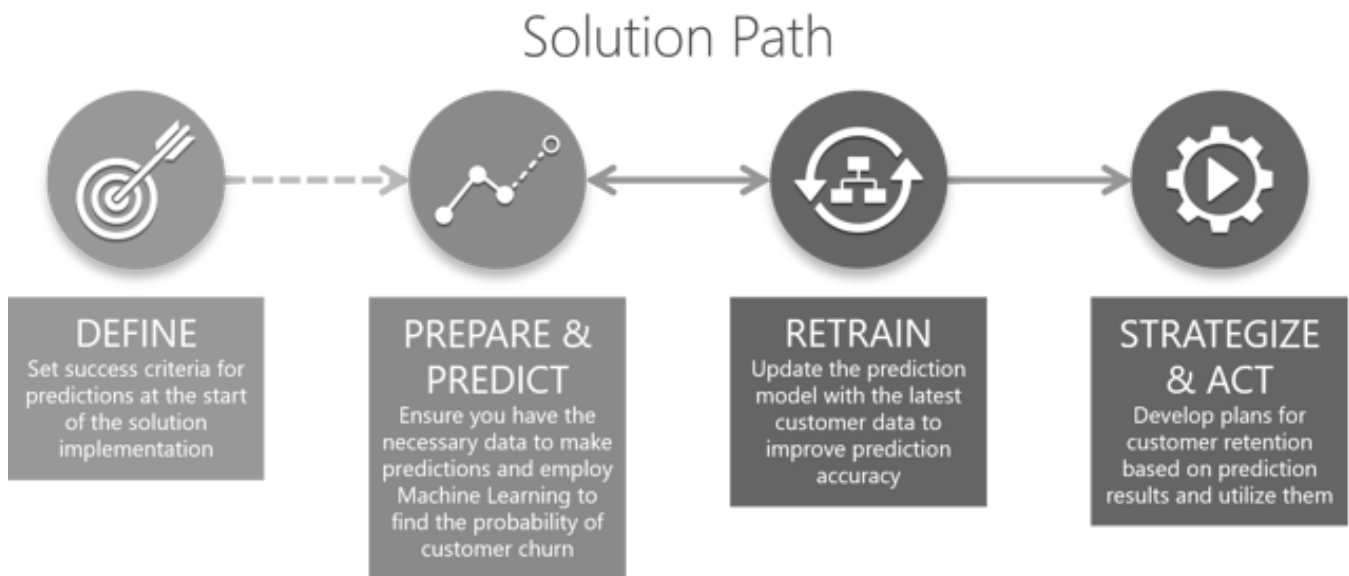 Solution Path
DEFINE
Set success criteria for
predictions at the start
of the solution
implementation
PREPARE &
PREDICT
Ensure you have the
necessary data to make
predictions and employ
Machine Learning to
find the probability of
customer churn
RETRAIN
Update the prediction
model with the latest
customer data to
improve prediction
accuracy
STRATEGIZE
& ACT
Develop plans for
customer retention
based on prediction
results and utilize them